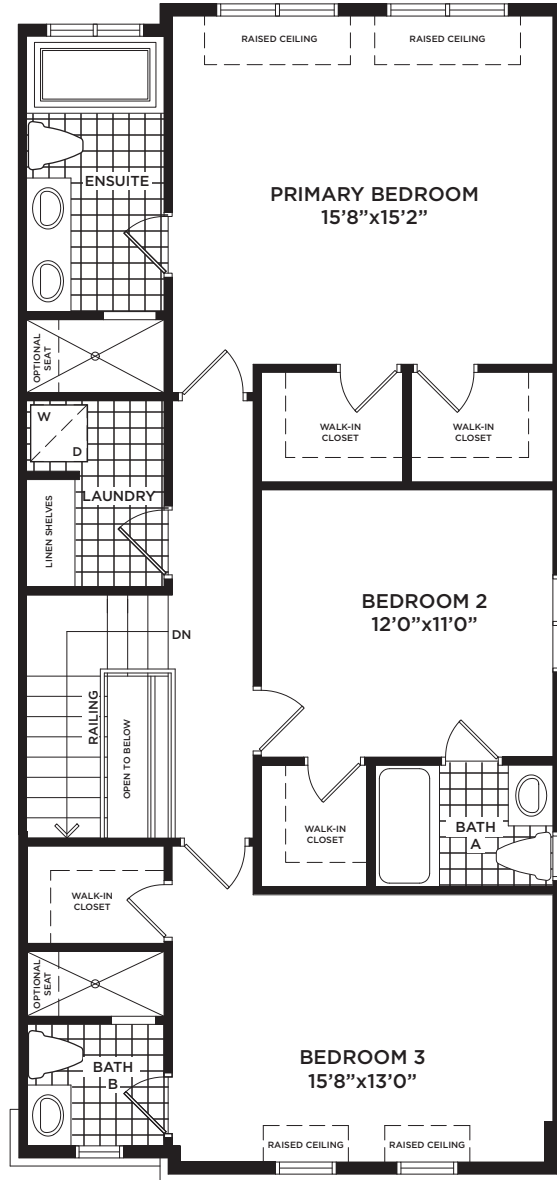 RAISED CEILING
RAISED CEILING
ENSUITE
PRIMARY BEDROOM
15’8”x15’2”
OPTIONAL
SEAT
W
D
WALK-IN
CLOSET
WALK-IN
CLOSET
LAUNDRY
LINEN SHELVES
BEDROOM 2
12’0”x11’0”
DN
RAILING
OPEN TO BELOW
WALK-IN
CLOSET
BATH
A
WALK-IN
CLOSET
OPTIONAL
SEAT
BATH
B
BEDROOM 3
15’8”x13’0”
RAISED CEILING
RAISED CEILING